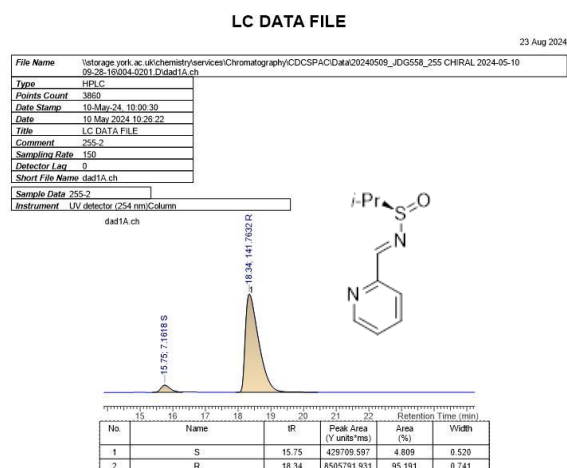 LC DATA FILE
23 Aug 2024
File Name \\storage.york.ac.uk\chemistry\services\Chromatography\CDCSPAC\Data\20240509_JDG558_255 CHIRAL 2024-05-10
09-28-16\004-0201.D\dad1A.ch
Type HPLC
Points Count 3860
Date Stamp 10-May-24, 10:00:30
Date 10 May 2024 10:26:22
Title LC DATA FILE
Comment 255-2
Sampling Rate 150
Detector Lag 0
Short File Name dad1A.ch
Sample Data 255-2
Instrument UV detector (254 nm)Column
dad1A.ch
15.75; 7.1618 S
18.34; 141.7632 R
i-Pr S O
N
N
15 16 17 18 19 20 21 22 Retention Time (min)
No. Name tR Peak Area (Y units*ms) Area (%) Width
1 S 15.75 429709.597 4.809 0.520
2 R 18.34 8505791.931 95.191 0.741